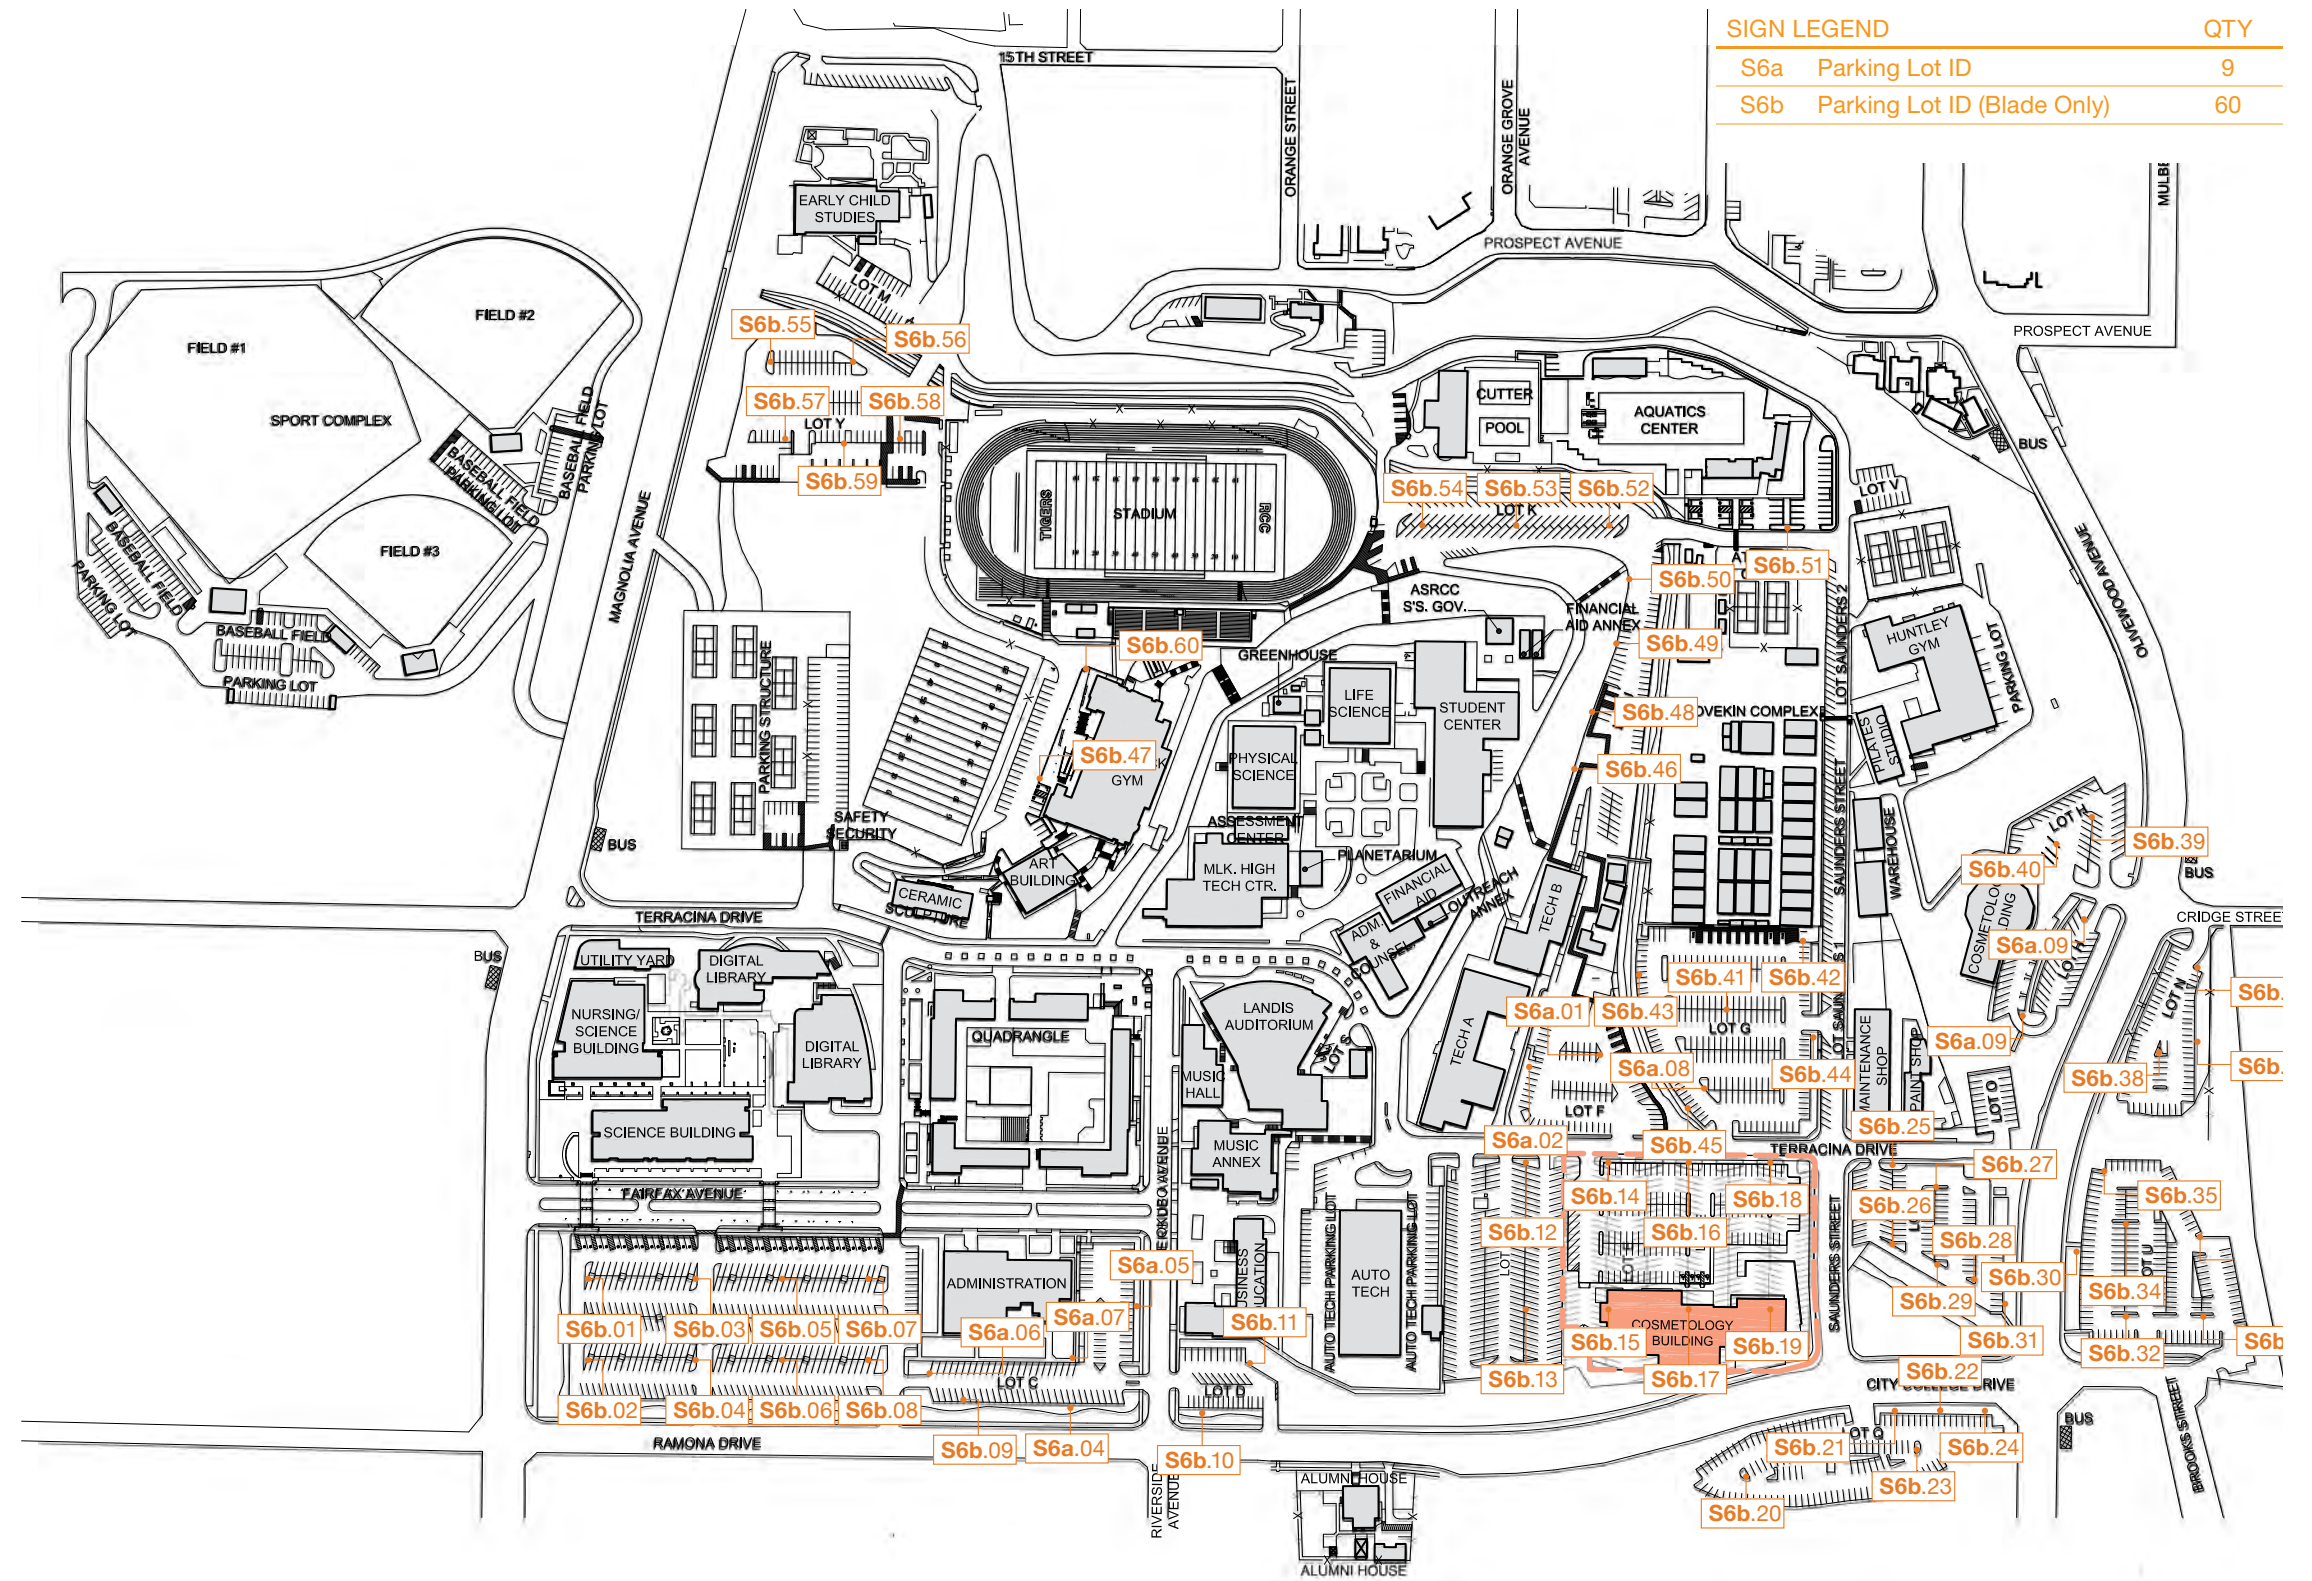 SIGN LEGEND QTY
S6a Parking Lot ID 9
S6b Parking Lot ID (Blade Only) 60
15TH STREET
ORANGE STREET
ORANGE GROVE
AVENUE
EARLY CHILD
STUDIES
LOT M
PROSPECT AVENUE
PROSPECT AVENUE
FIELD #1
FIELD #2
FIELD #3
SPORT COMPLEX
BASEBALL FIELD
PARKING LOT
BASEBALL FIELD
PARKING LOT
BASEBALL FIELD
PARKING LOT
BASEBALL FIELD
PARKING LOT
MAGNOLIA AVENUE
S6b.55
S6b.56
S6b.57
S6b.58
LOT Y
S6b.59
TIGERS
STADIUM
RCC
CUTTER
POOL
AQUATICS
CENTER
BUS
S6b.54
S6b.53
S6b.52
LOT K
LOT V
S6b.51
S6b.50
ASRCC
S'S. GOV.
FINANCIAL
AID ANNEX
S6b.49
S6b.60
GREENHOUSE
LOT SAUNDERS 2
HUNTLEY
GYM
PARKING LOT
OLIVEWOOD AVENUE
PARKING STRUCTURE
LIFE
SCIENCE
STUDENT
CENTER
S6b.48
OVEKIN COMPLEX
PILATES
STUDIO
S6b.47
GYM
PHYSICAL
SCIENCE
S6b.46
SAFETY
SECURITY
BUS
ASSESSMEN
CENTER
PLANETARIUM
ART
BUILDING
CERAMIC
SCULPTURE
MLK. HIGH
TECH CTR.
FINANCIAL
AID
OUTREACH
ANNEX
TECH B
SAUNDERS STREET
WAREHOUSE
LOT H
S6b.39
S6b.40
BUS
TERRACINA DRIVE
ADM.
&
COUNSEL.
CRIDGE STREET
S6a.09
BUS
UTILITY YARD
DIGITAL
LIBRARY
S6b.41
S6b.42
LOT N
NURSING/
SCIENCE
BUILDING
DIGITAL
LIBRARY
QUADRANGLE
LANDIS
AUDITORIUM
LOT S
TECH A
S6a.01
S6b.43
LOT G
S6a.09
MAINTENANCE
SHOP
MUSIC
HALL
S6a.08
S6b.44
S6b.38
LOT O
LOT F
SCIENCE BUILDING
MUSIC
ANNEX
S6a.02
S6b.45
S6b.25
TERRACINA DRIVE
S6b.27
FAIRFAX AVENUE
AUTO TECH PARKING LOT
AUTO TECH PARKING LOT
S6b.14
S6b.18
S6b.26
S6b.35
S6b.12
S6b.16
S6b.28
SAUNDERS STREET
ADMINISTRATION
S6a.05
AUTO
TECH
S6b.30
S6b.34
S6b.29
S6b.01
S6b.03
S6b.05
S6b.07
S6a.06
S6a.07
S6b.11
COSMETOLOGY
BUILDING
S6b.15
S6b.19
S6b.31
S6b.32
LOT C
LOT D
S6b.13
S6b.17
S6b.22
S6b.02
S6b.04
S6b.06
S6b.08
RAMONA DRIVE
S6b.09
S6a.04
S6b.10
S6b.21
S6b.24
BUS
BROOKS STREET
S6b.23
S6b.20
RIVERSIDE
AVENUE
ALUMNI HOUSE
ALUMNI HOUSE